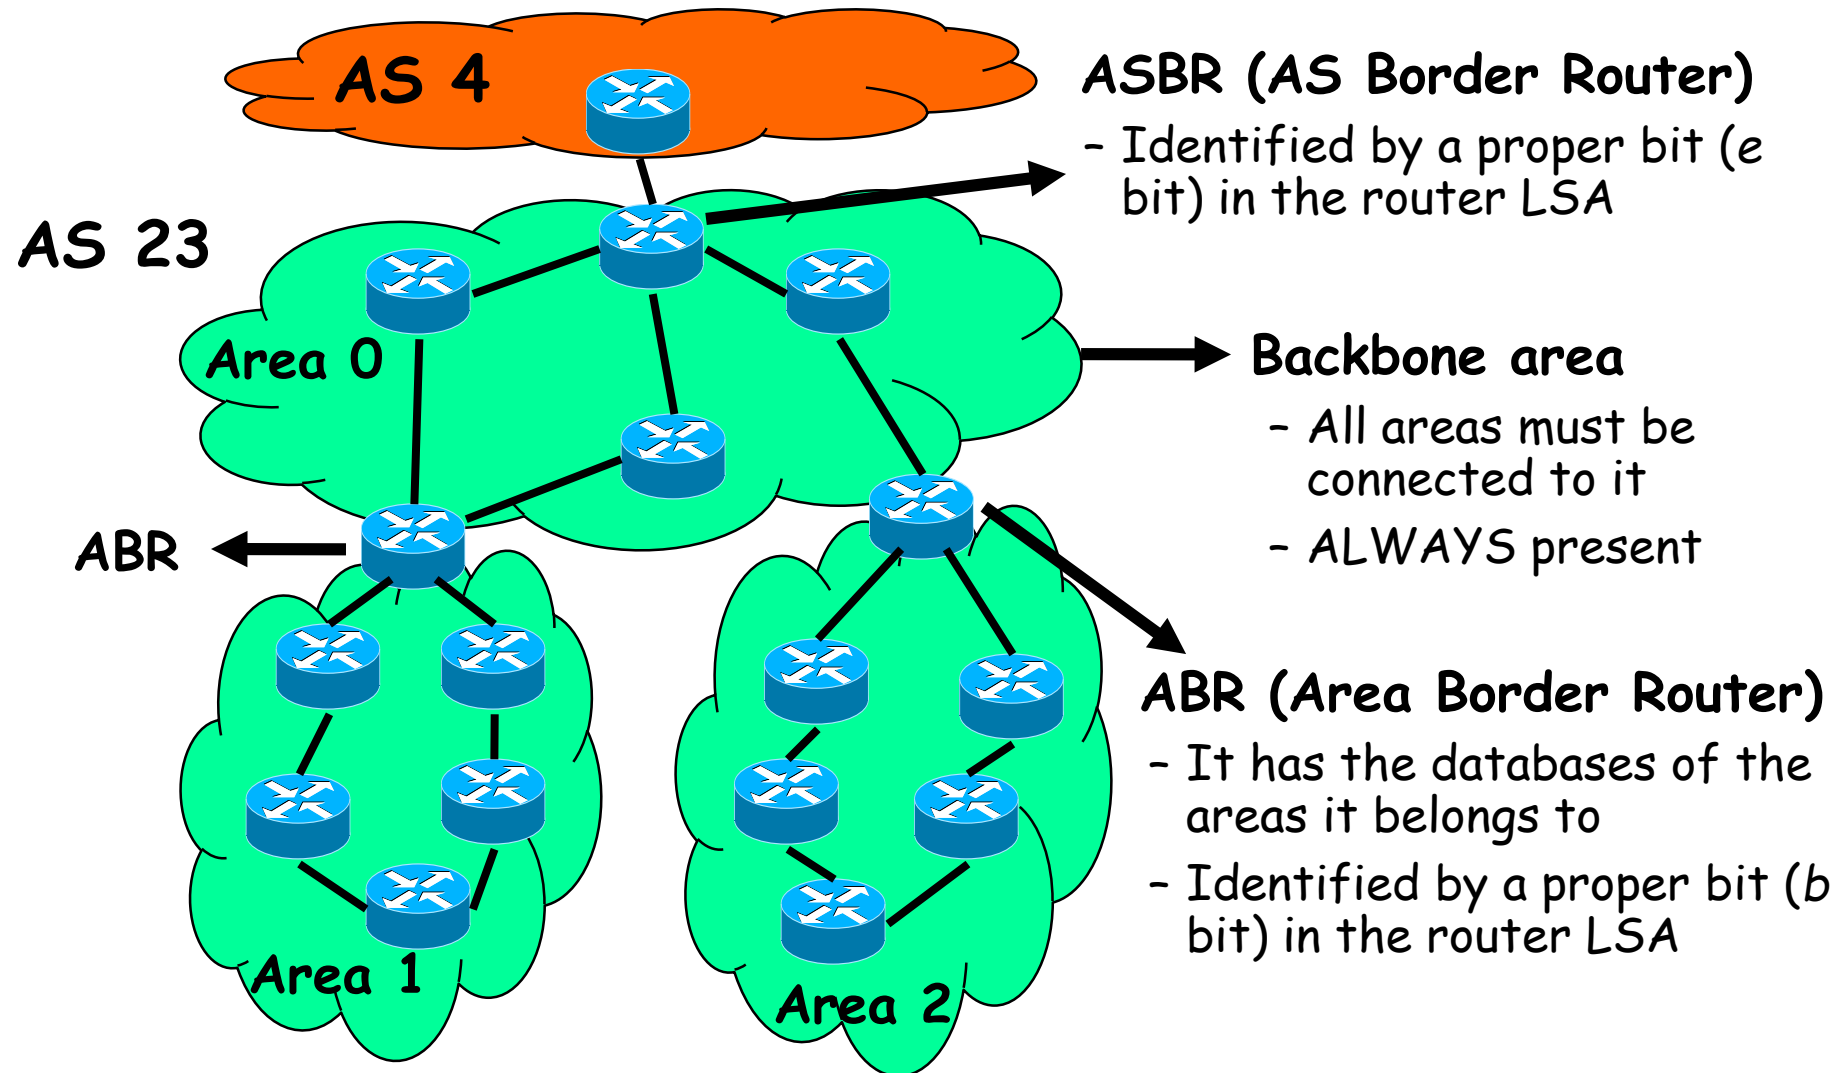 AS 4
ASBR (AS Border Router)
– Identified by a proper bit (e
bit) in the router LSA
AS 23
Area 0
Backbone area
– All areas must be
connected to it
– ALWAYS present
ABR
ABR (Area Border Router)
– It has the databases of the
areas it belongs to
– Identified by a proper bit (b
bit) in the router LSA
Area 1
Area 2